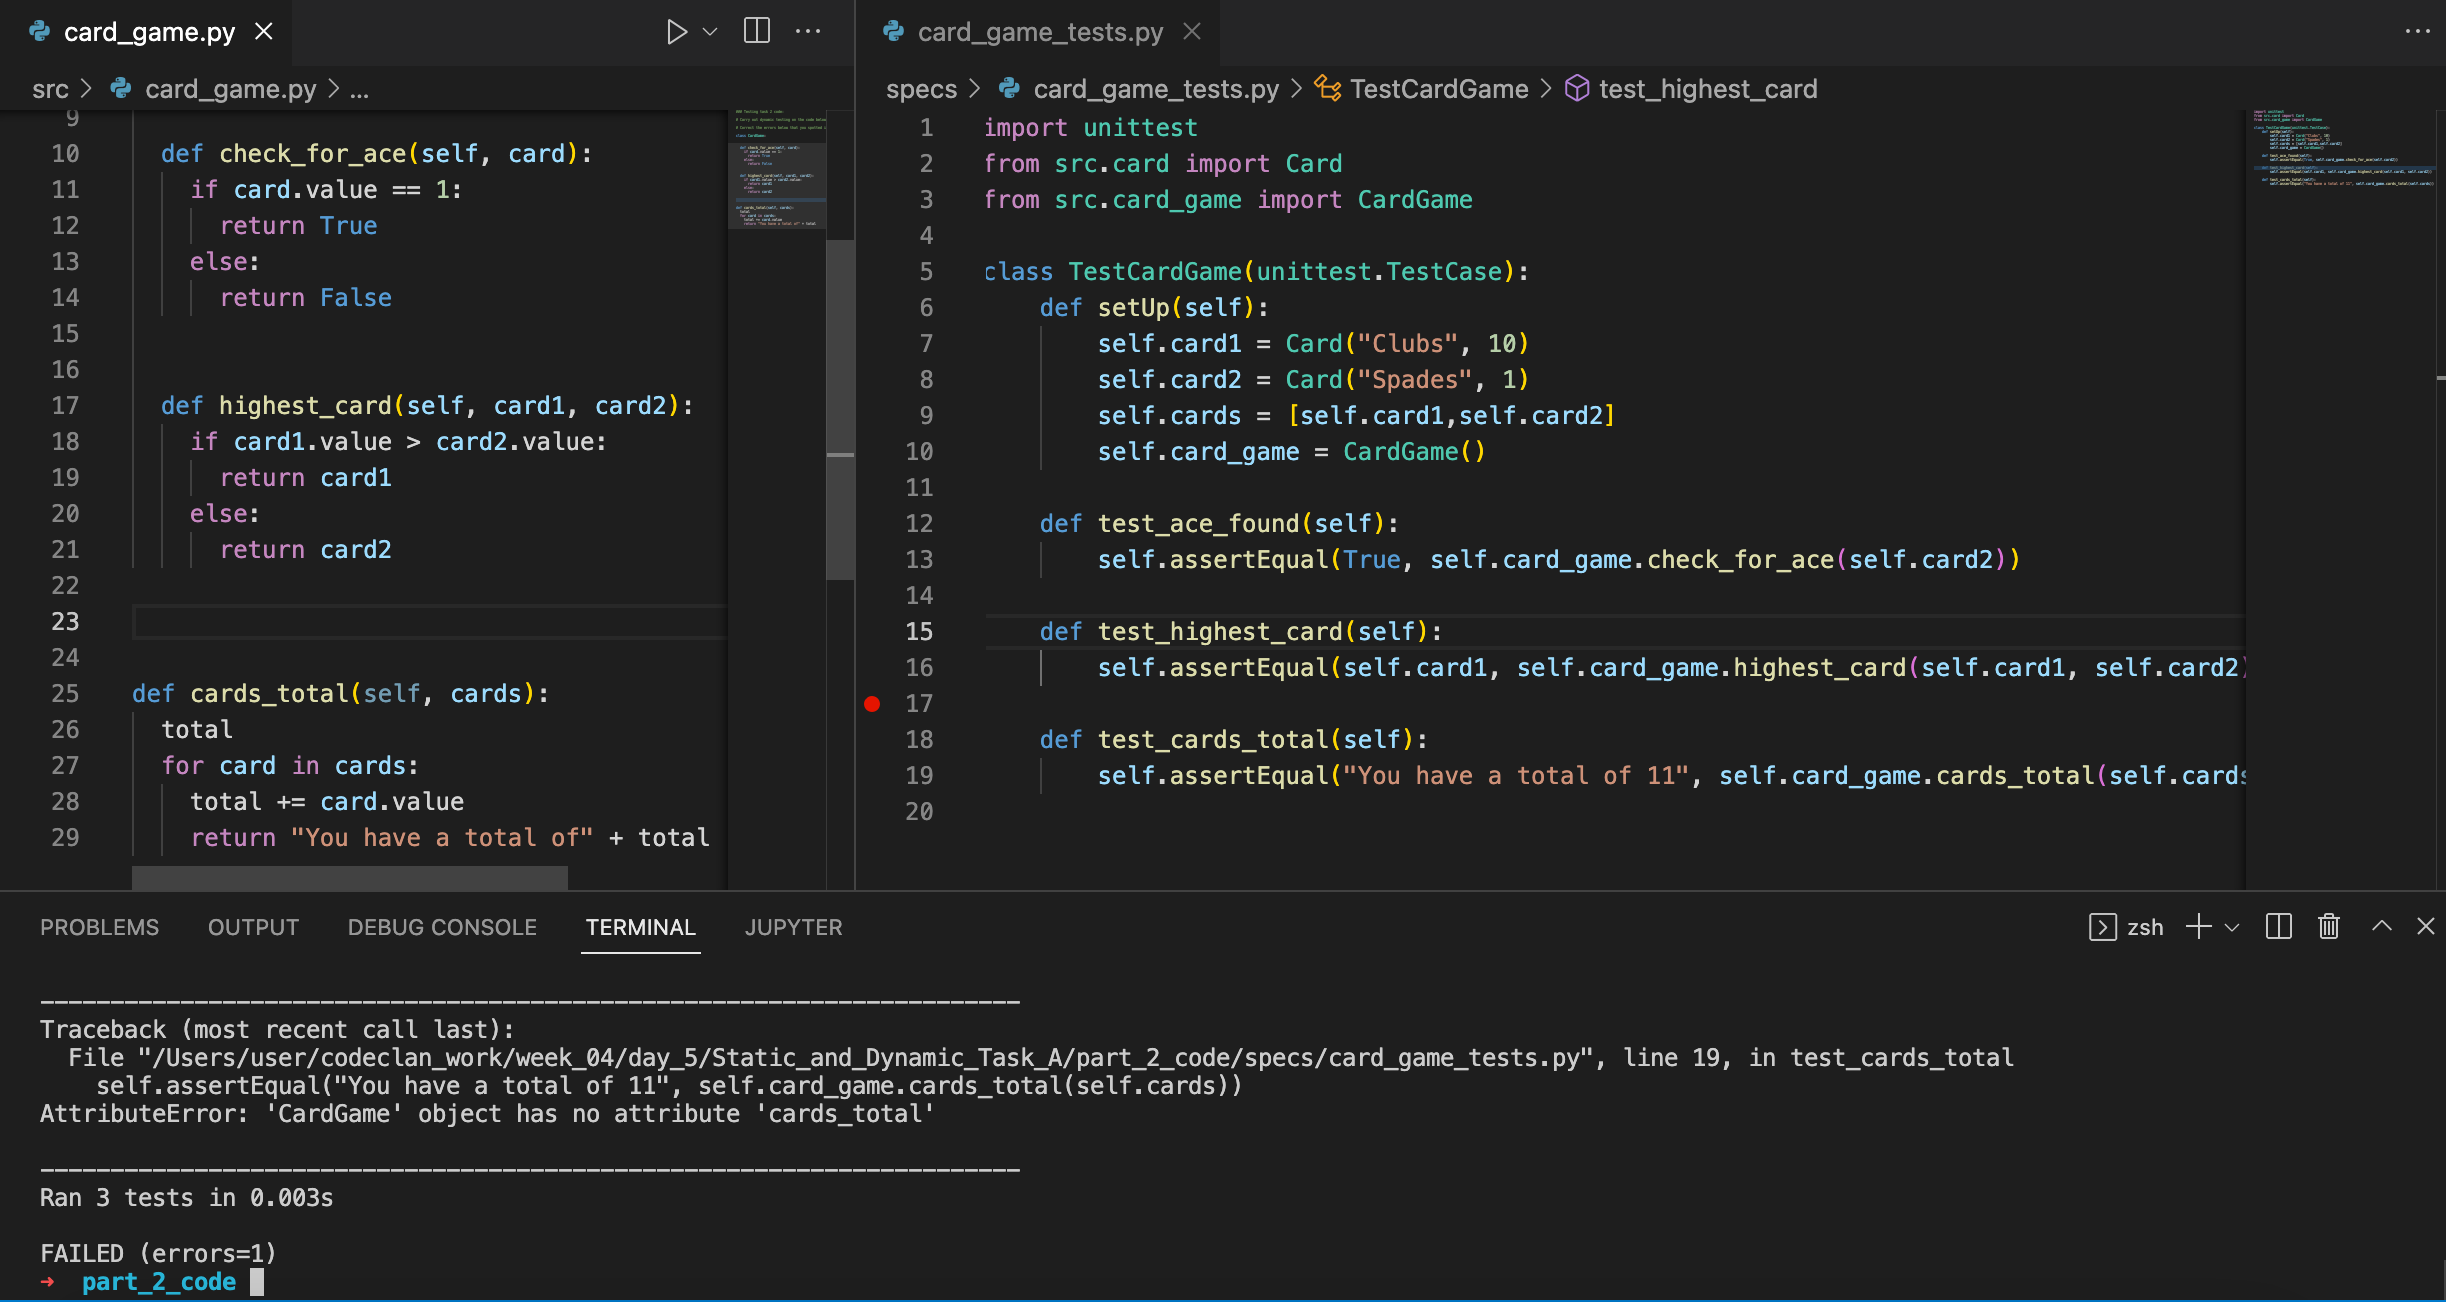 card_game.py
src > card_game.py > ...
9
10 def check_for_ace(self, card):
11 if card.value == 1:
12 return True
13 else:
14 return False
15
16
17 def highest_card(self, card1, card2):
18 if card1.value > card2.value:
19 return card1
20 else:
21 return card2
22
23
24
25 def cards_total(self, cards):
26 total
27 for card in cards:
28 total += card.value
29 return "You have a total of" + total
card_game_tests.py
specs > card_game_tests.py > TestCardGame > test_highest_card
1 import unittest
2 from src.card import Card
3 from src.card_game import CardGame
4
5 class TestCardGame(unittest.TestCase):
6 def setUp(self):
7 self.card1 = Card("Clubs", 10)
8 self.card2 = Card("Spades", 1)
9 self.cards = [self.card1,self.card2]
10 self.card_game = CardGame()
11
12 def test_ace_found(self):
13 self.assertEqual(True, self.card_game.check_for_ace(self.card2))
14
15 def test_highest_card(self):
16 self.assertEqual(self.card1, self.card_game.highest_card(self.card1, self.card2)
17
18 def test_cards_total(self):
19 self.assertEqual("You have a total of 11", self.card_game.cards_total(self.cards
20
PROBLEMS OUTPUT DEBUG CONSOLE TERMINAL JUPYTER
zsh
----------------------------------------------------------------------
Traceback (most recent call last):
File "/Users/user/codeclan_work/week_04/day_5/Static_and_Dynamic_Task_A/part_2_code/specs/card_game_tests.py", line 19, in test_cards_total
self.assertEqual("You have a total of 11", self.card_game.cards_total(self.cards))
AttributeError: 'CardGame' object has no attribute 'cards_total'
----------------------------------------------------------------------
Ran 3 tests in 0.003s
FAILED (errors=1)
→ part_2_code